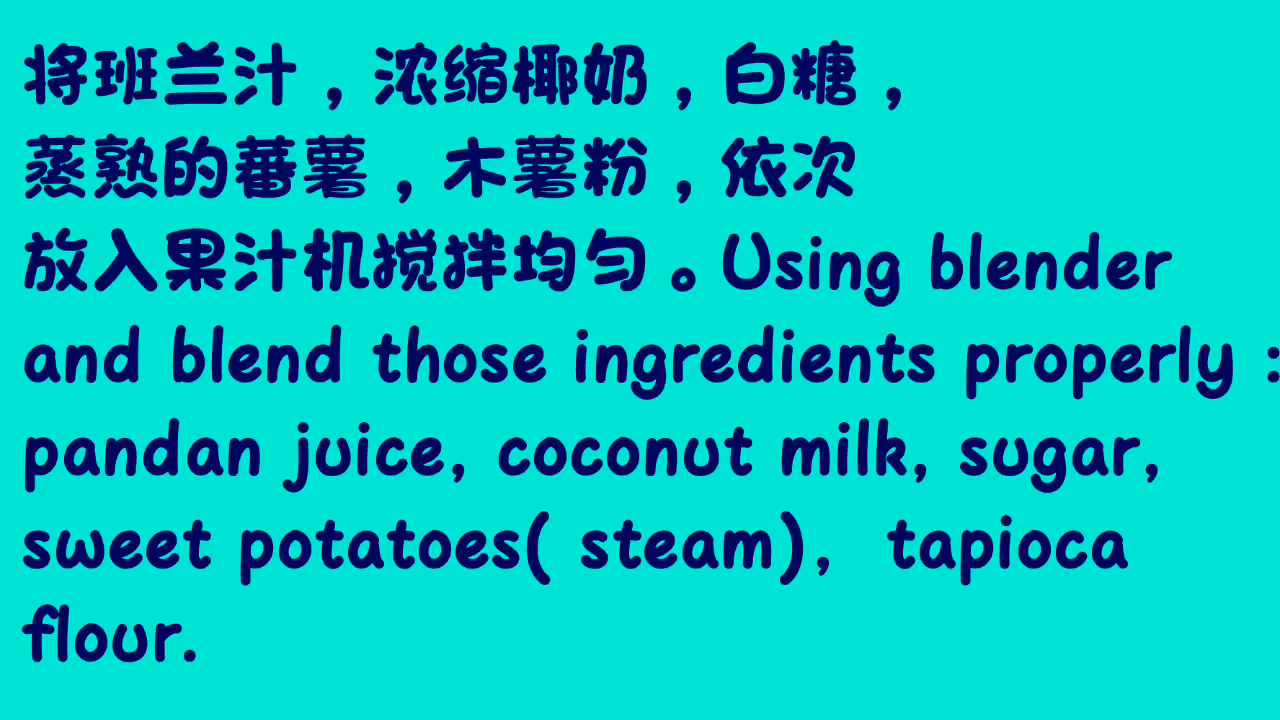 将班兰汁，浓缩椰奶，白糖，
蒸熟的蕃薯，木薯粉，依次
放入果汁机搅拌均匀。Using blender
and blend those ingredients properly :
pandan juice, coconut milk, sugar,
sweet potatoes( steam),  tapioca
flour.